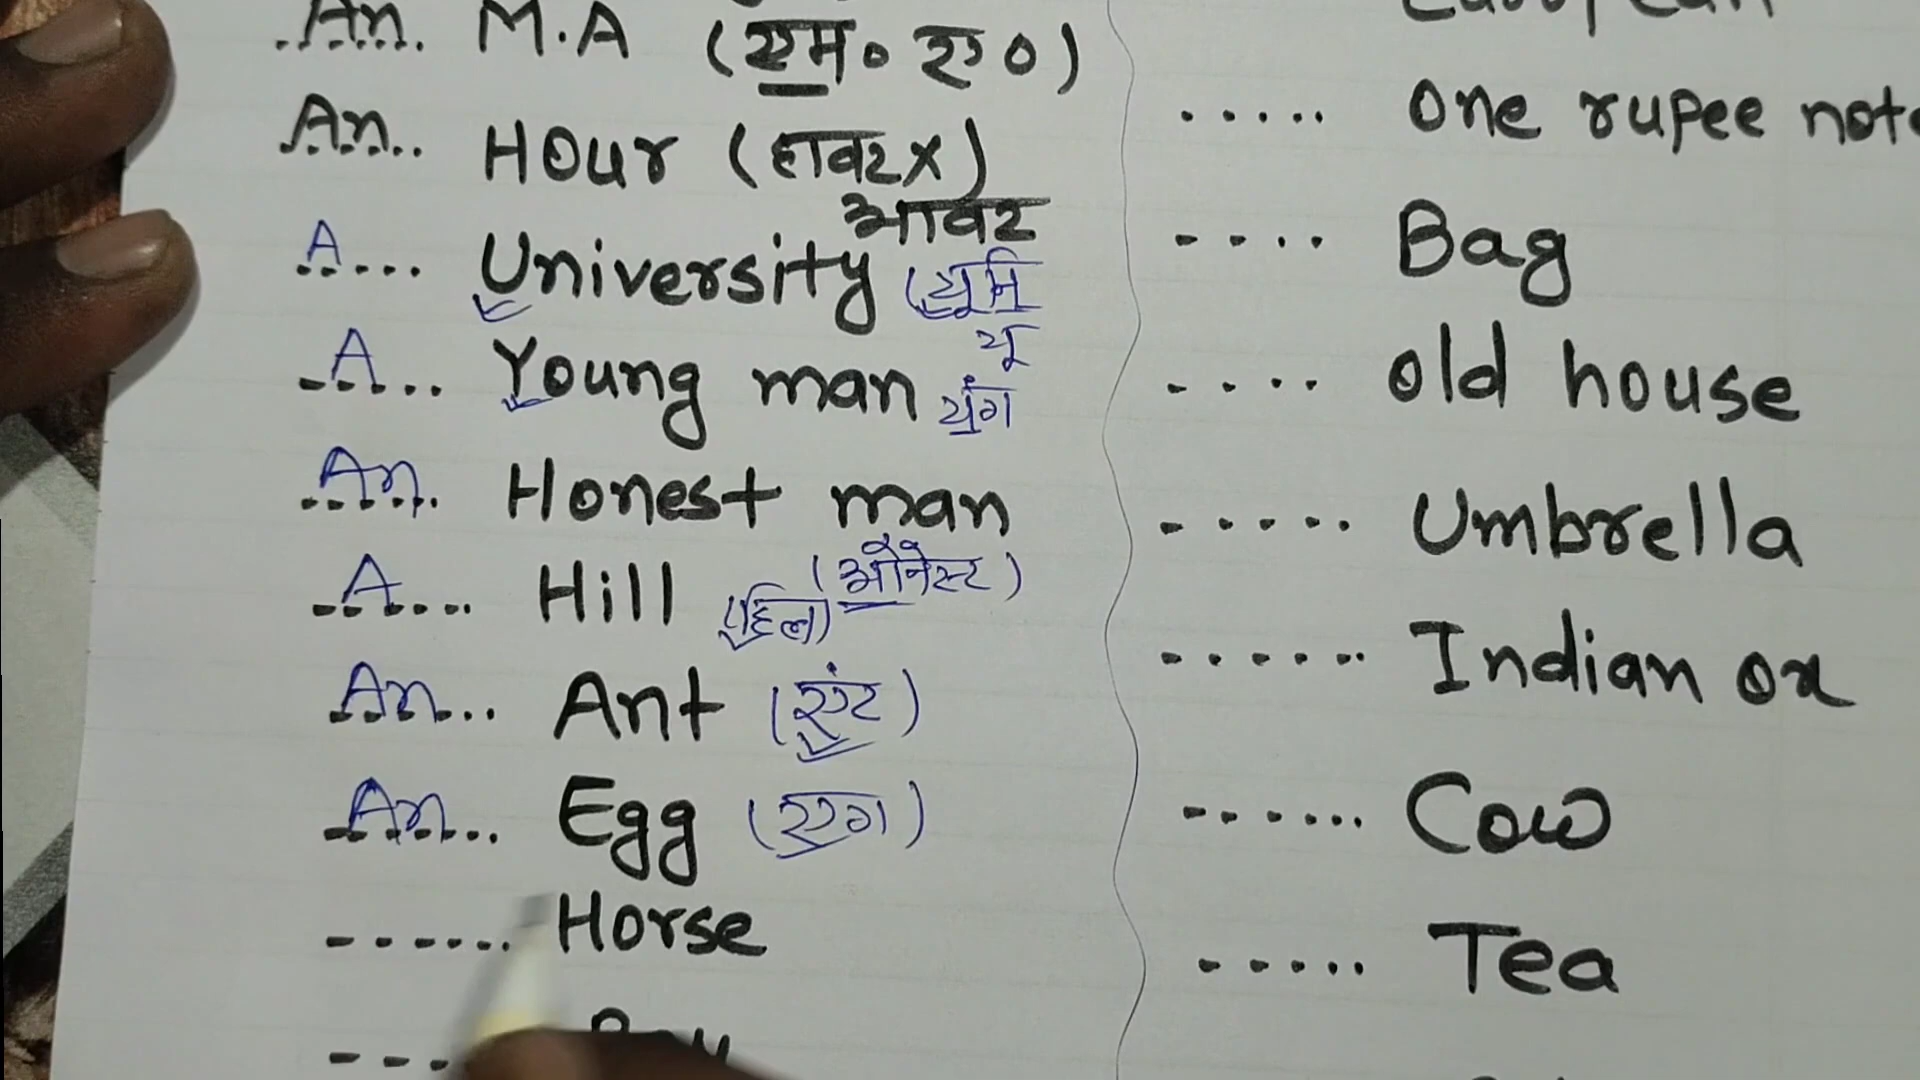 An. M.A (एम० ए०)
An.. Hour (हावर x)
आवर
A... University (यूनि
यू
A... Young man यंग
An. Honest man
(ऑनेस्ट)
A... Hill (हिल)
An... Ant (एंट)
An... Egg (एग)
...... Horse
---
..... One rupee
.... Bag
.... old house
..... Umbrella
...... Indian ox
...... Cow
..... Tea